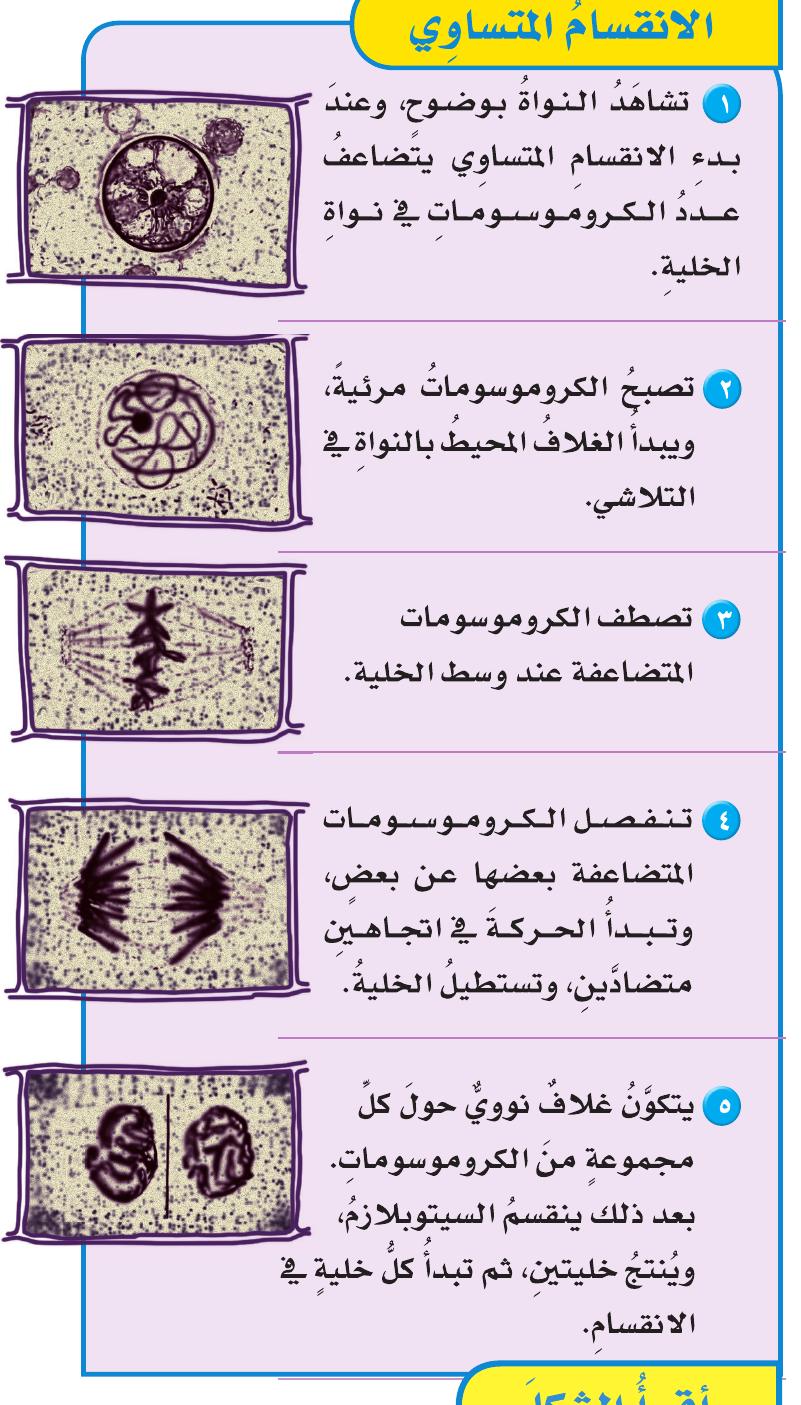 الانقسامُ المتساوِي
١ تشاهَدُ النواةُ بوضوحٍ، وعندَ
بدءِ الانقسامِ المتساوِي يتضاعفُ
عددُ الكروموسوماتِ في نواةِ
الخليةِ.
٢ تصبحُ الكروموسوماتُ مرئيةً،
ويبدأُ الغلافُ المحيطُ بالنواةِ في
التلاشي.
٣ تصطف الكروموسومات
المتضاعفة عند وسط الخلية.
٤ تنفصل الكروموسومات
المتضاعفة بعضها عن بعضٍ،
وتبدأُ الحركةَ في اتجاهينِ
متضادَّينِ، وتستطيلُ الخليةُ.
٥ يتكوَّنُ غلافٌ نوويٌّ حولَ كلِّ
مجموعةٍ منَ الكروموسوماتِ.
بعد ذلك ينقسمُ السيتوبلازمُ،
ويُنتجُ خليتينِ، ثم تبدأُ كلُّ خليةٍ في
الانقسامِ.